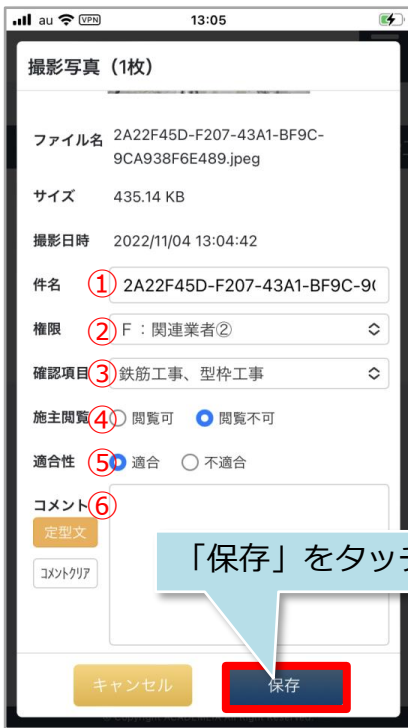 au VPN 13:05
撮影写真（1枚）
ファイル名 2A22F45D-F207-43A1-BF9C-
9CA938F6E489.jpeg
サイズ 435.14 KB
撮影日時 2022/11/04 13:04:42
件名 ① 2A22F45D-F207-43A1-BF9C-9(
権限 ② F：関連業者②
確認項目 ③ 鉄筋工事、型枠工事
施主閲覧 ④ 閲覧可 閲覧不可
適合性 ⑤ 適合 不適合
コメント ⑥
定型文
コメントクリア
「保存」をタッチ
キャンセル 保存